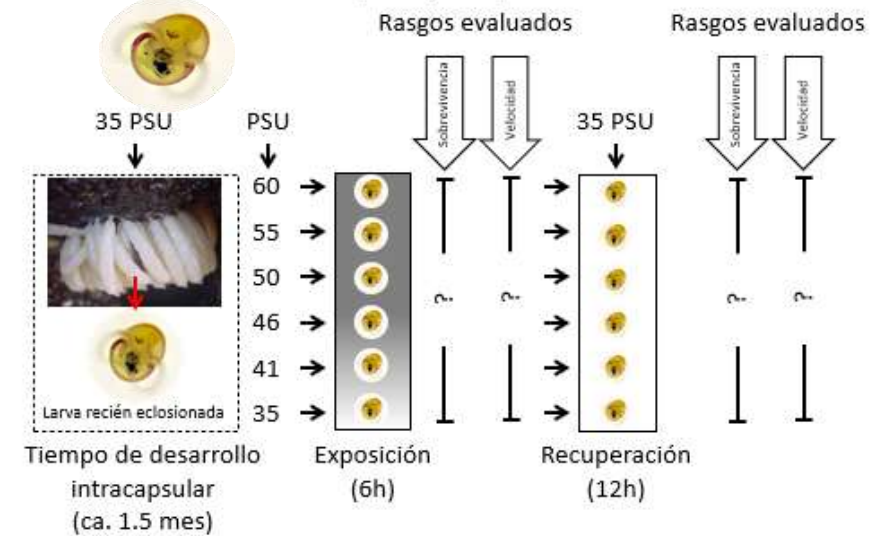 Rasgos evaluados
Rasgos evaluados
Sobrevivencia
Velocidad
Sobrevivencia
Velocidad
35 PSU
PSU
35 PSU
60
55
50
46
41
35
?
?
?
?
Larva recién eclosionada
Tiempo de desarrollo
intracapsular
(ca. 1.5 mes)
Exposición
(6h)
Recuperación
(12h)